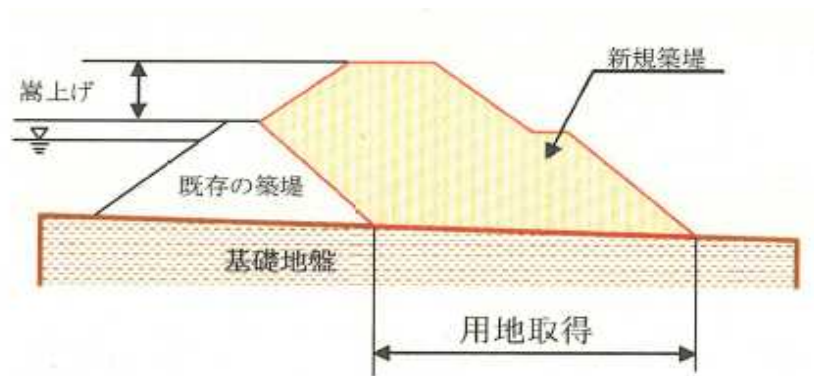 新規築堤
嵩上げ
既存の築堤
基礎地盤
用地取得